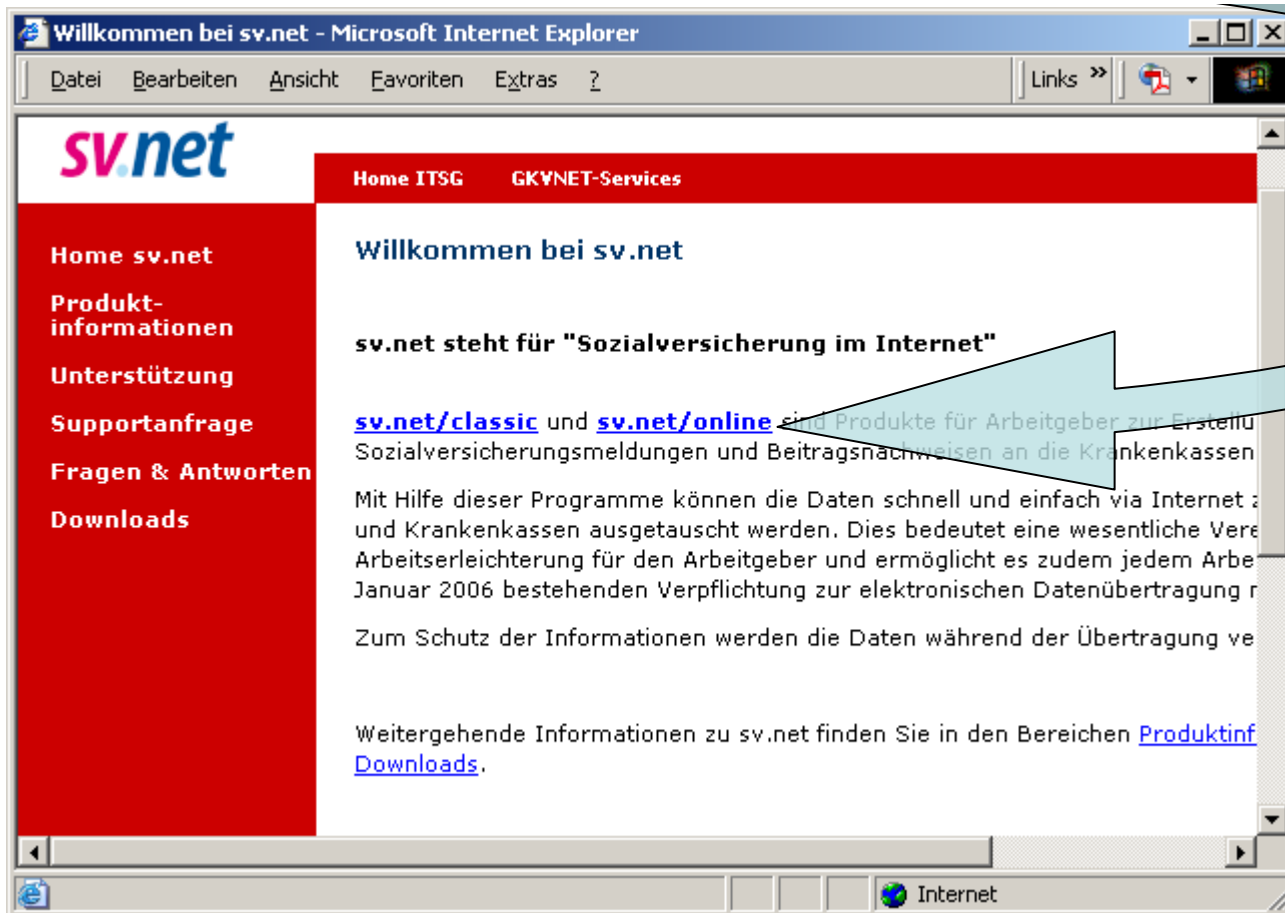 Willkommen bei sv.net - Microsoft Internet Explorer
Datei Bearbeiten Ansicht Favoriten Extras ? Links »
sv.net
Home ITSG GKVNET-Services
Home sv.net
Produkt-
informationen
Unterstützung
Supportanfrage
Fragen & Antworten
Downloads
Willkommen bei sv.net
sv.net steht für "Sozialversicherung im Internet"
sv.net/classic und sv.net/online sind Produkte für Arbeitgeber zur Erstellu
Sozialversicherungsmeldungen und Beitragsnachweisen an die Krankenkassen
Mit Hilfe dieser Programme können die Daten schnell und einfach via Internet
und Krankenkassen ausgetauscht werden. Dies bedeutet eine wesentliche Vere
Arbeitserleichterung für den Arbeitgeber und ermöglicht es zudem jedem Arbe
Januar 2006 bestehenden Verpflichtung zur elektronischen Datenübertragung
Zum Schutz der Informationen werden die Daten während der Übertragung ve
Weitergehende Informationen zu sv.net finden Sie in den Bereichen Produktinf
Downloads.
Internet